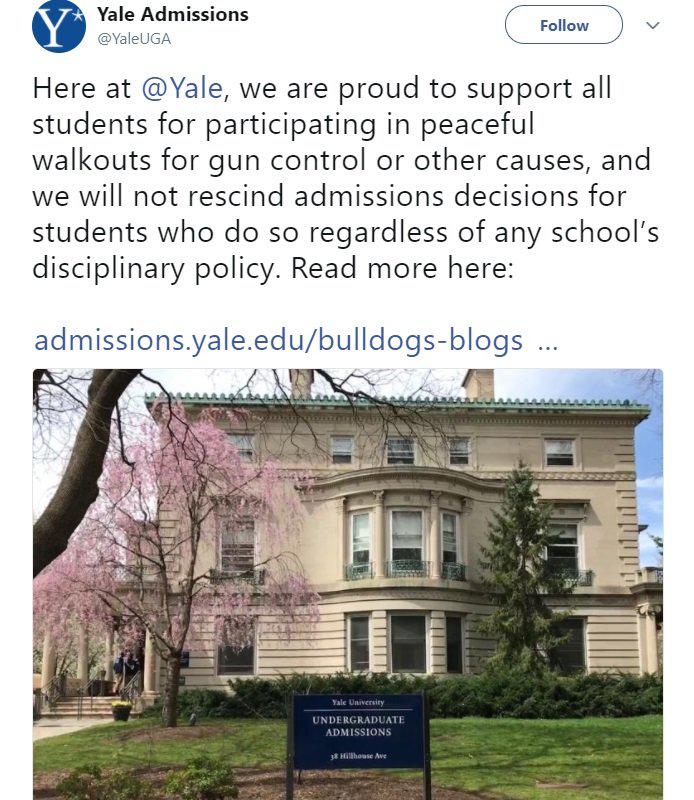 Y
Yale Admissions
@YaleUGA
Follow
Here at @Yale, we are proud to support all
students for participating in peaceful
walkouts for gun control or other causes, and
we will not rescind admissions decisions for
students who do so regardless of any school's
disciplinary policy. Read more here:
admissions.yale.edu/bulldogs-blogs …
Yale University
UNDERGRADUATE
ADMISSIONS
38 Hillhouse Ave